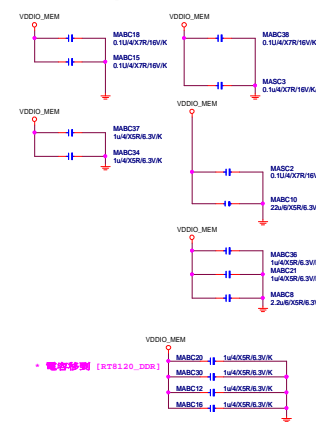 VDDIO_MEM
MABC18
0.1U/4/X7R/16V/K
MABC15
0.1U/4/X7R/16V/K
VDDIO_MEM
MABC38
0.1U/4/X7R/16V/K
MASC3
0.1u/4/X7R/16V/K
VDDIO_MEM
MABC37
1u/4/X5R/6.3V/K
MABC34
1u/4/X5R/6.3V/K
VDDIO_MEM
MASC2
0.1U/4/X7R/16V
MABC10
22u/6/X5R/6.3V
VDDIO_MEM
MABC36
1u/4/X5R/6.3V/
MABC21
1u/4/X5R/6.3V/
MABC8
2.2u/6/X5R/6.3V
VDDIO_MEM
* 電容移到 [RT8120_DDR]
MABC20 1u/4/X5R/6.3V/K
MABC30 1u/4/X5R/6.3V/K
MABC12 1u/4/X5R/6.3V/K
MABC16 1u/4/X5R/6.3V/K